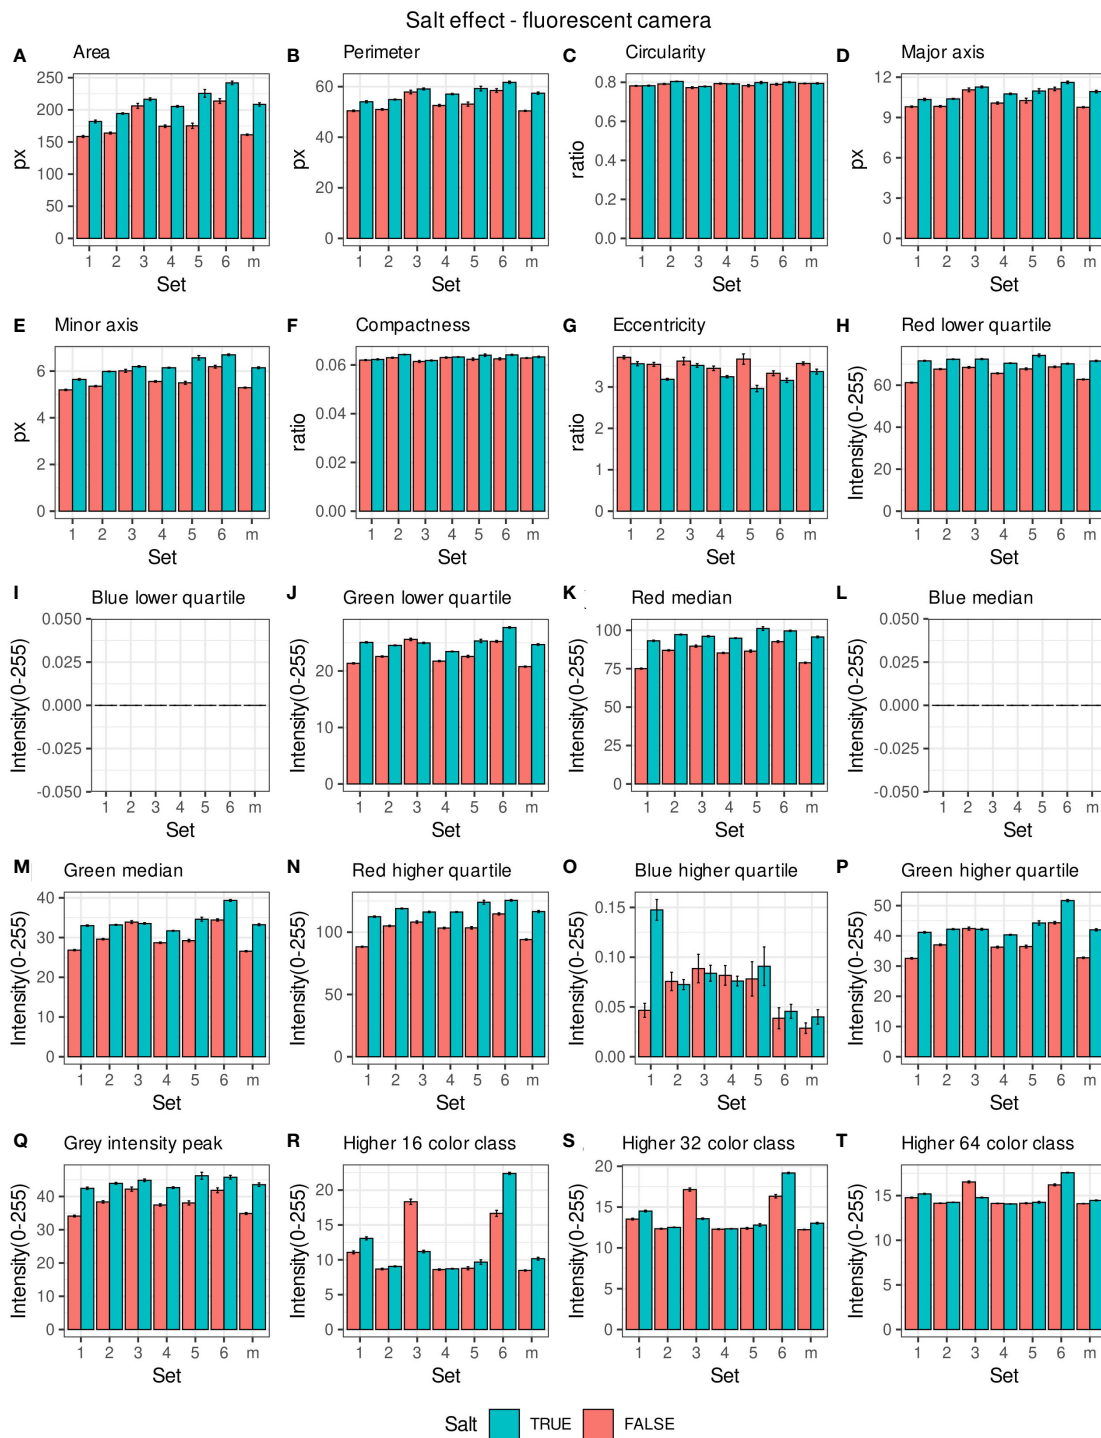 Salt effect - fluorescent camera
A Area
px
250
200
150
100
50
0
1 2 3 4 5 6 m
Set
B Perimeter
px
60
40
20
0
1 2 3 4 5 6 m
Set
C Circularity
ratio
0.8
0.6
0.4
0.2
0.0
1 2 3 4 5 6 m
Set
D Major axis
px
12
9
6
3
0
1 2 3 4 5 6 m
Set
E Minor axis
px
6
4
2
0
1 2 3 4 5 6 m
Set
F Compactness
ratio
0.06
0.04
0.02
0.00
1 2 3 4 5 6 m
Set
G Eccentricity
ratio
3
2
1
0
1 2 3 4 5 6 m
Set
H Red lower quartile
Intensity(0-255)
60
40
20
0
1 2 3 4 5 6 m
Set
I Blue lower quartile
Intensity(0-255)
0.050
0.025
0.000
-0.025
-0.050
1 2 3 4 5 6 m
Set
J Green lower quartile
Intensity(0-255)
20
10
0
1 2 3 4 5 6 m
Set
K Red median
Intensity(0-255)
100
75
50
25
0
1 2 3 4 5 6 m
Set
L Blue median
Intensity(0-255)
0.050
0.025
0.000
-0.025
-0.050
1 2 3 4 5 6 m
Set
M Green median
Intensity(0-255)
40
30
20
10
0
1 2 3 4 5 6 m
Set
N Red higher quartile
Intensity(0-255)
100
50
0
1 2 3 4 5 6 m
Set
O Blue higher quartile
Intensity(0-255)
0.15
0.10
0.05
0.00
1 2 3 4 5 6 m
Set
P Green higher quartile
Intensity(0-255)
50
40
30
20
10
0
1 2 3 4 5 6 m
Set
Q Grey intensity peak
Intensity(0-255)
40
30
20
10
0
1 2 3 4 5 6 m
Set
R Higher 16 color class
Intensity(0-255)
20
15
10
5
0
1 2 3 4 5 6 m
Set
S Higher 32 color class
Intensity(0-255)
20
15
10
5
0
1 2 3 4 5 6 m
Set
T Higher 64 color class
Intensity(0-255)
15
10
5
0
1 2 3 4 5 6 m
Set
Salt TRUE FALSE